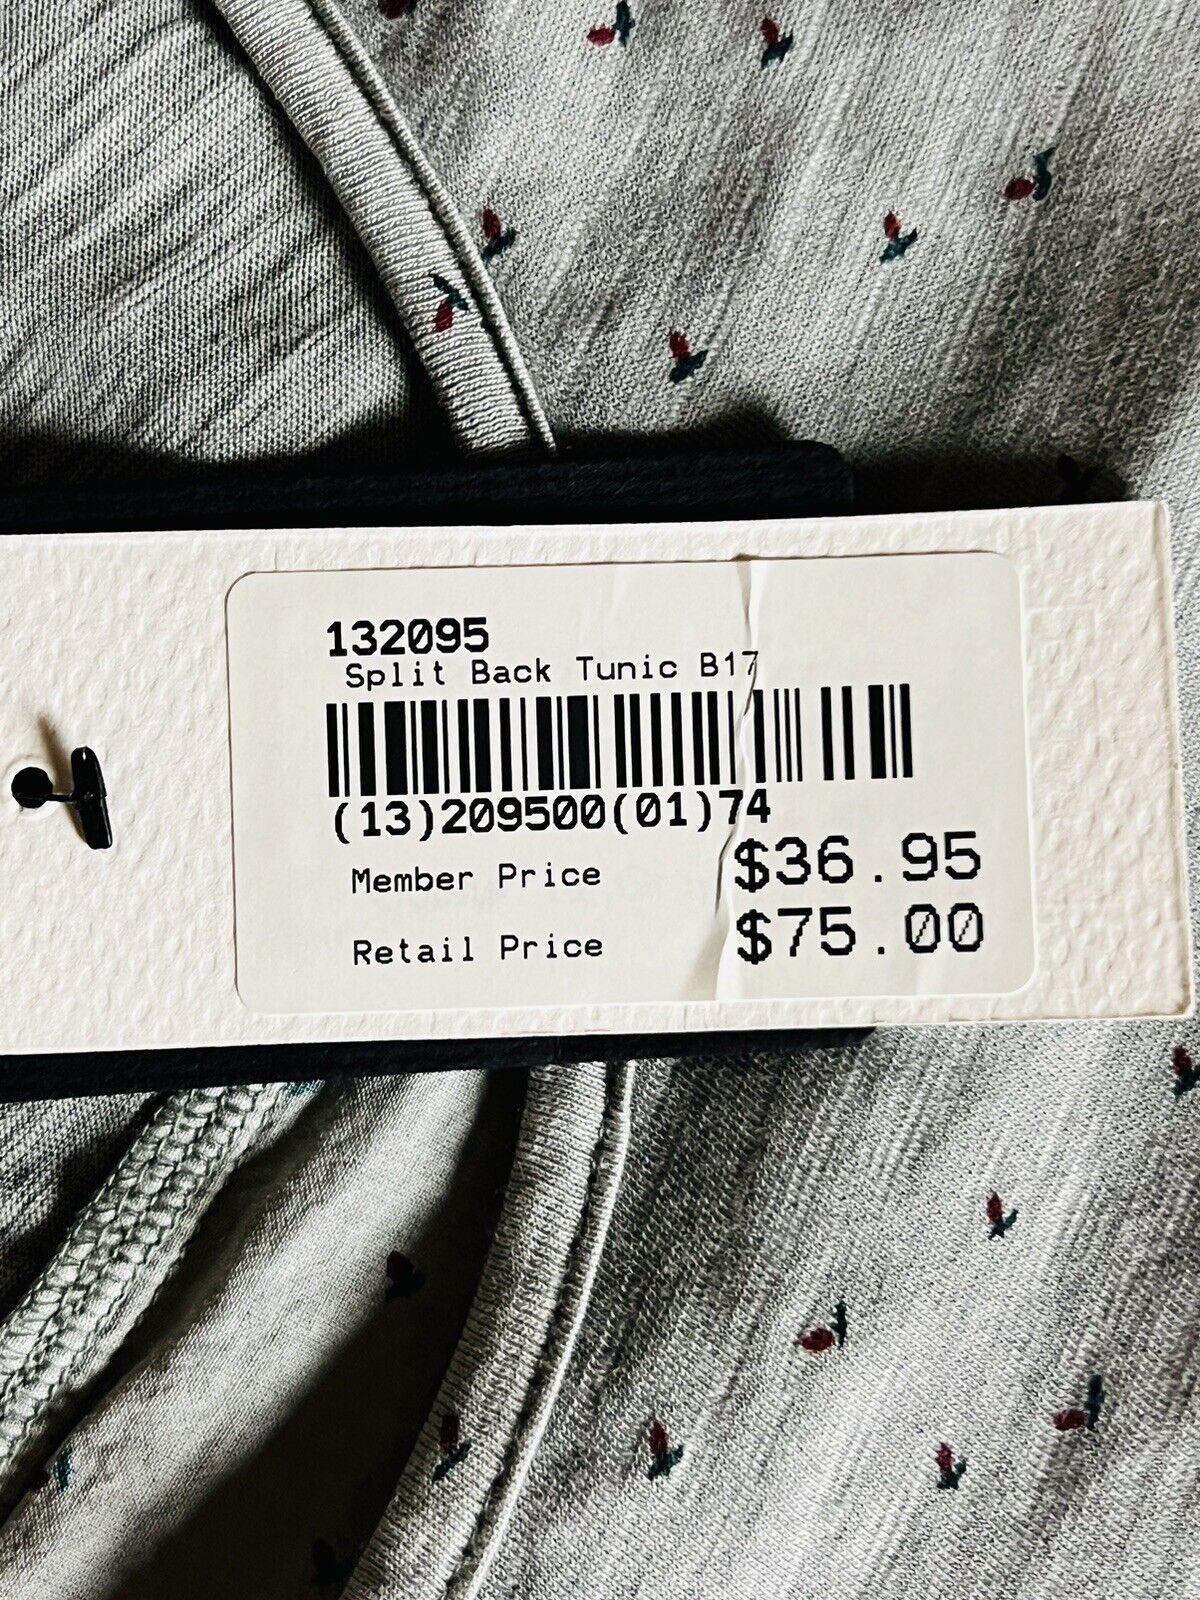 132095
Split Back Tunic B17
(13)209500(01)74
Member Price $36.95
Retail Price $75.00